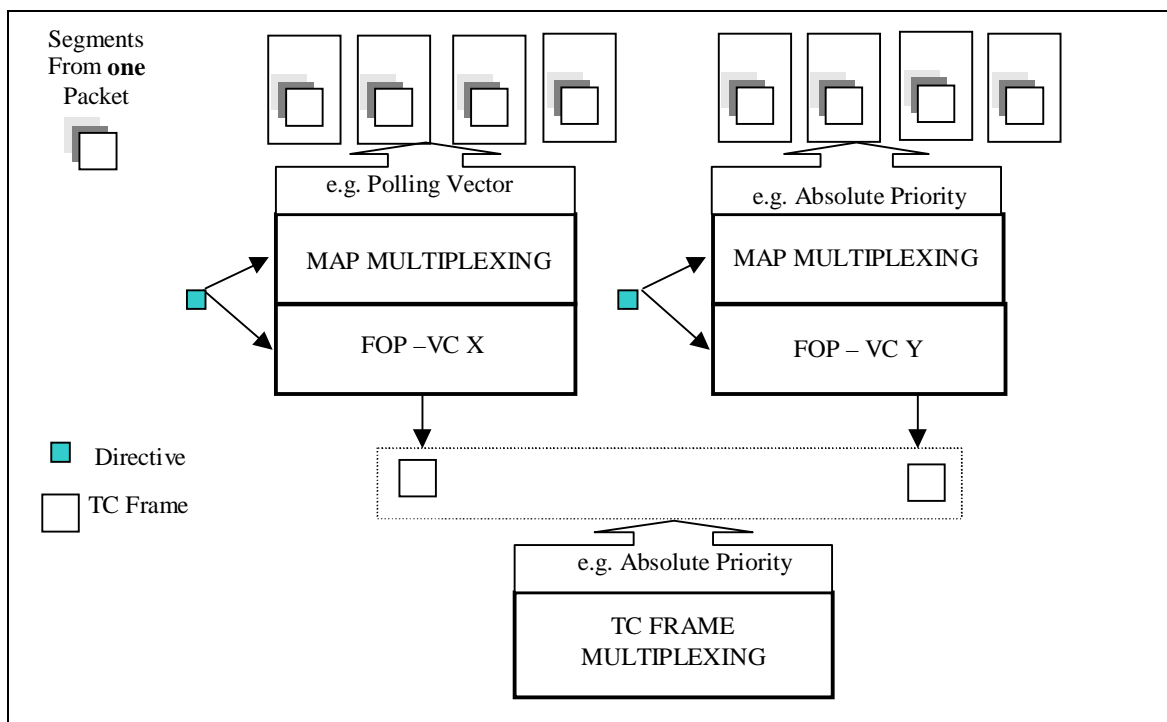 Segments
From one
Packet
e.g. Polling Vector
e.g. Absolute Priority
MAP MULTIPLEXING
MAP MULTIPLEXING
FOP –VC X
FOP – VC Y
Directive
TC Frame
e.g. Absolute Priority
TC FRAME
MULTIPLEXING